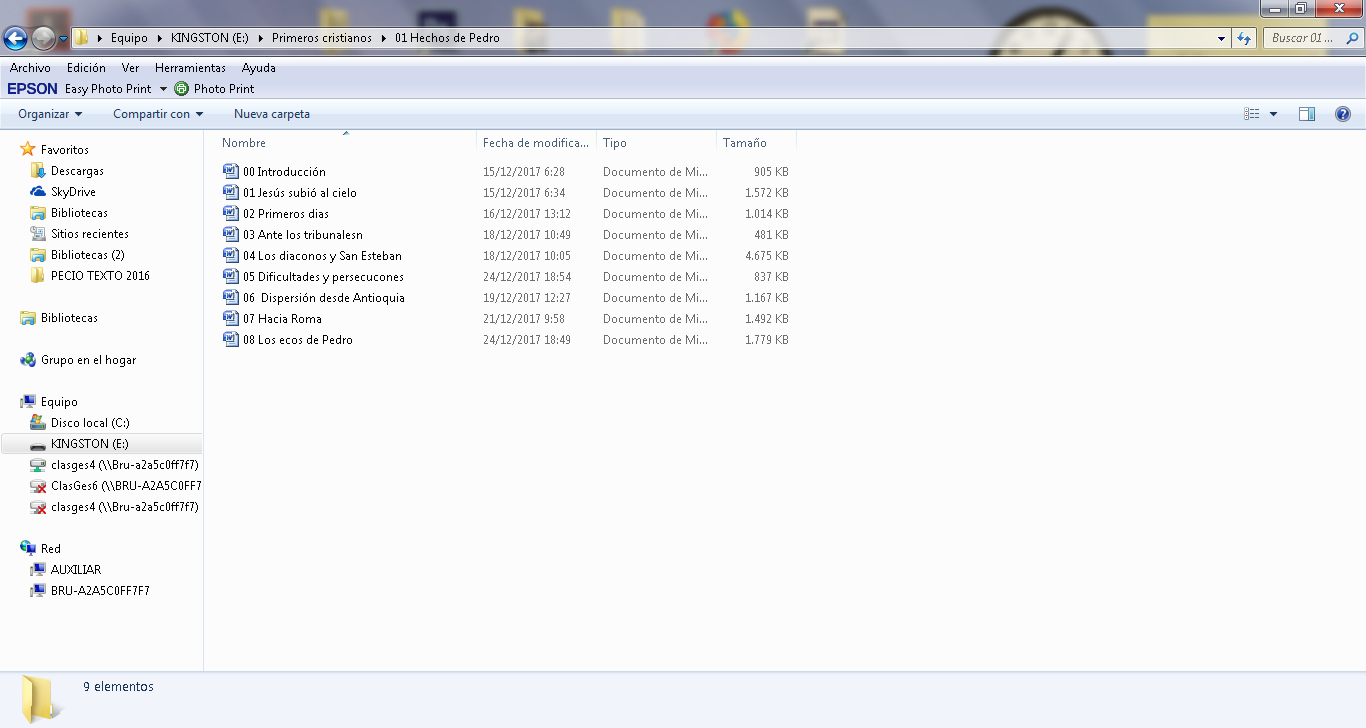 Equipo KINGSTON (E:) Primeros cristianos 01 Hechos de Pedro Buscar 01 ...
Archivo Edición Ver Herramientas Ayuda
EPSON Easy Photo Print Photo Print
Organizar Compartir con Nueva carpeta
Favoritos
Descargas
SkyDrive
Bibliotecas
Sitios recientes
Bibliotecas (2)
PECIO TEXTO 2016
Bibliotecas
Grupo en el hogar
Equipo
Disco local (C:)
KINGSTON (E:)
clasges4 (\\Bru-a2a5c0ff7f7)
ClasGes6 (\\BRU-A2A5C0FF7
clasges4 (\\Bru-a2a5c0ff7f7)
Red
AUXILIAR
BRU-A2A5C0FF7F7
Nombre Fecha de modifica... Tipo Tamaño
00 Introducción 15/12/2017 6:28 Documento de Mi... 905 KB
01 Jesús subió al cielo 15/12/2017 6:34 Documento de Mi... 1.572 KB
02 Primeros dias 16/12/2017 13:12 Documento de Mi... 1.014 KB
03 Ante los tribunalesn 18/12/2017 10:49 Documento de Mi... 481 KB
04 Los diaconos y San Esteban 18/12/2017 10:05 Documento de Mi... 4.675 KB
05 Dificultades y persecucones 24/12/2017 18:54 Documento de Mi... 837 KB
06 Dispersión desde Antioquia 19/12/2017 12:27 Documento de Mi... 1.167 KB
07 Hacia Roma 21/12/2017 9:58 Documento de Mi... 1.492 KB
08 Los ecos de Pedro 24/12/2017 18:49 Documento de Mi... 1.779 KB
9 elementos